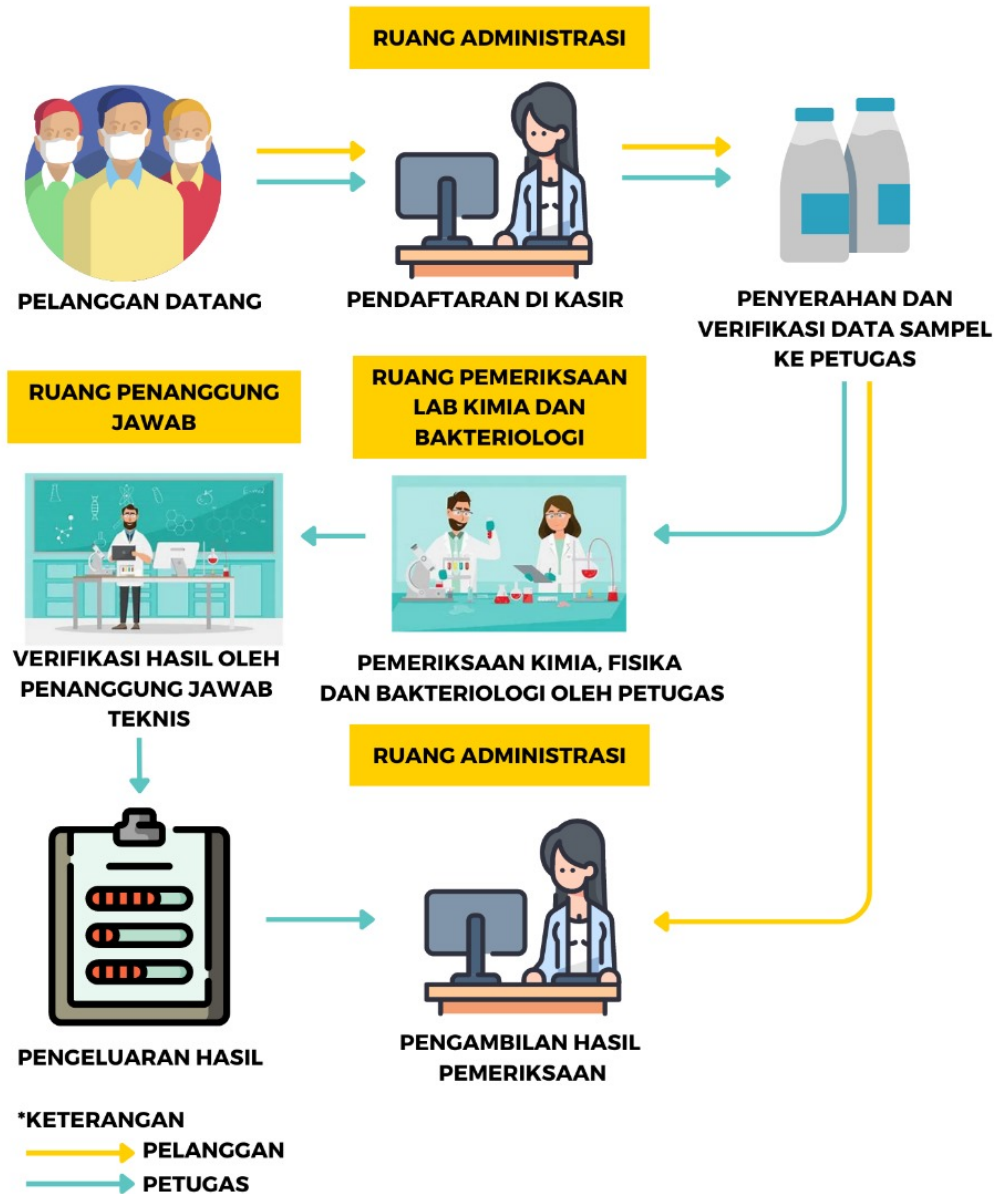 RUANG ADMINISTRASI
PELANGGAN DATANG
PENDAFTARAN DI KASIR
PENYERAHAN DAN
VERIFIKASI DATA SAMPEL
KE PETUGAS
RUANG PENANGGUNG
JAWAB
RUANG PEMERIKSAAN
LAB KIMIA DAN
BAKTERIOLOGI
VERIFIKASI HASIL OLEH
PENANGGUNG JAWAB
TEKNIS
PEMERIKSAAN KIMIA, FISIKA
DAN BAKTERIOLOGI OLEH PETUGAS
RUANG ADMINISTRASI
PENGELUARAN HASIL
PENGAMBILAN HASIL
PEMERIKSAAN
*KETERANGAN
PELANGGAN
PETUGAS